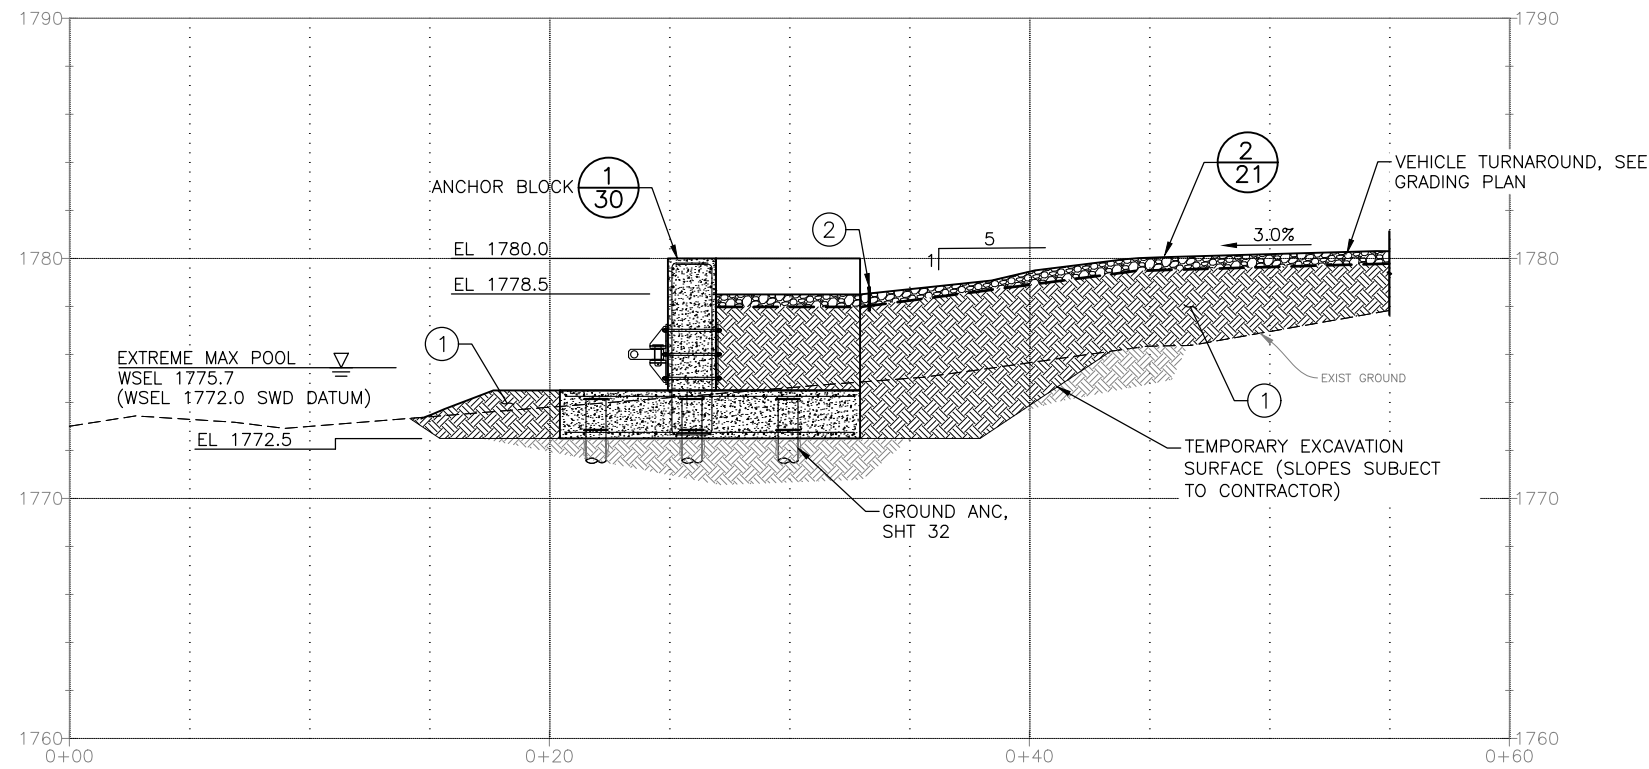 1790
1790
2
21
VEHICLE TURNAROUND, SEE
GRADING PLAN
ANCHOR BLOCK
1
30
2
5
1
3.0%
EL 1780.0
1780
1780
EL 1778.5
1
EXTREME MAX POOL
WSEL 1775.7
(WSEL 1772.0 SWD DATUM)
EXIST GROUND
1
EL 1772.5
TEMPORARY EXCAVATION
SURFACE (SLOPES SUBJECT
TO CONTRACTOR)
1770
1770
GROUND ANC,
SHT 32
1760
1760
0+00
0+20
0+40
0+60